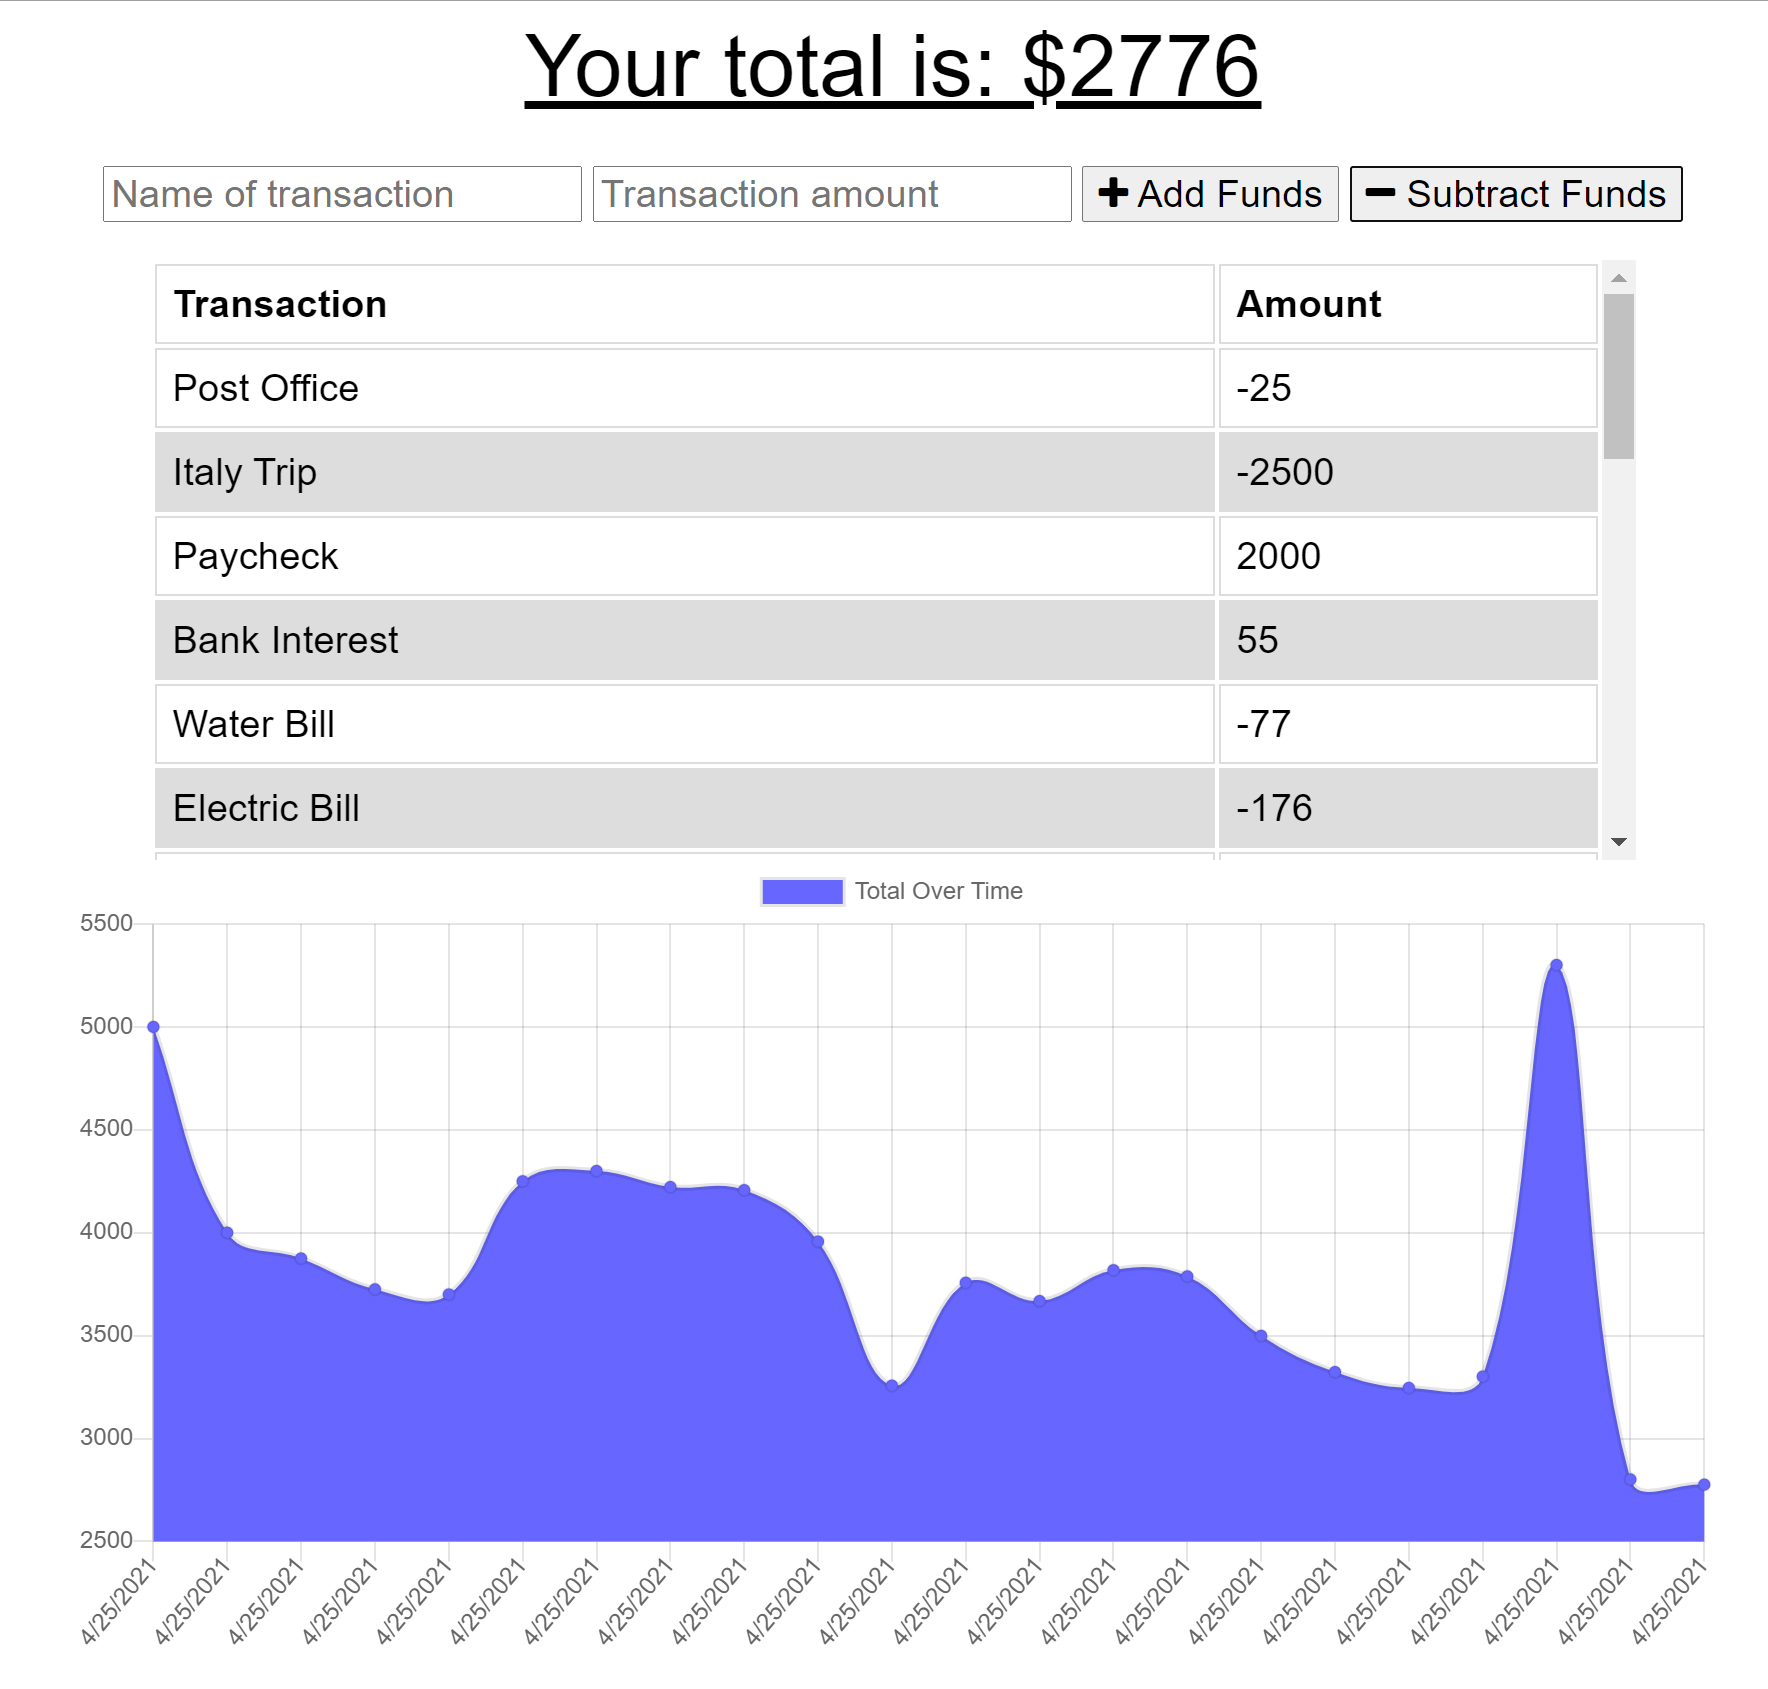 Your total is: $2776
Name of transaction Transaction amount Add Funds Subtract Funds
Transaction Amount
Post Office -25
Italy Trip -2500
Paycheck 2000
Bank Interest 55
Water Bill -77
Electric Bill -176
Total Over Time
5500
5000
4500
4000
3500
3000
2500
4/25/2021 4/25/2021 4/25/2021 4/25/2021 4/25/2021 4/25/2021 4/25/2021 4/25/2021 4/25/2021 4/25/2021 4/25/2021 4/25/2021 4/25/2021 4/25/2021 4/25/2021 4/25/2021 4/25/2021 4/25/2021 4/25/2021 4/25/2021 4/25/2021 4/25/2021